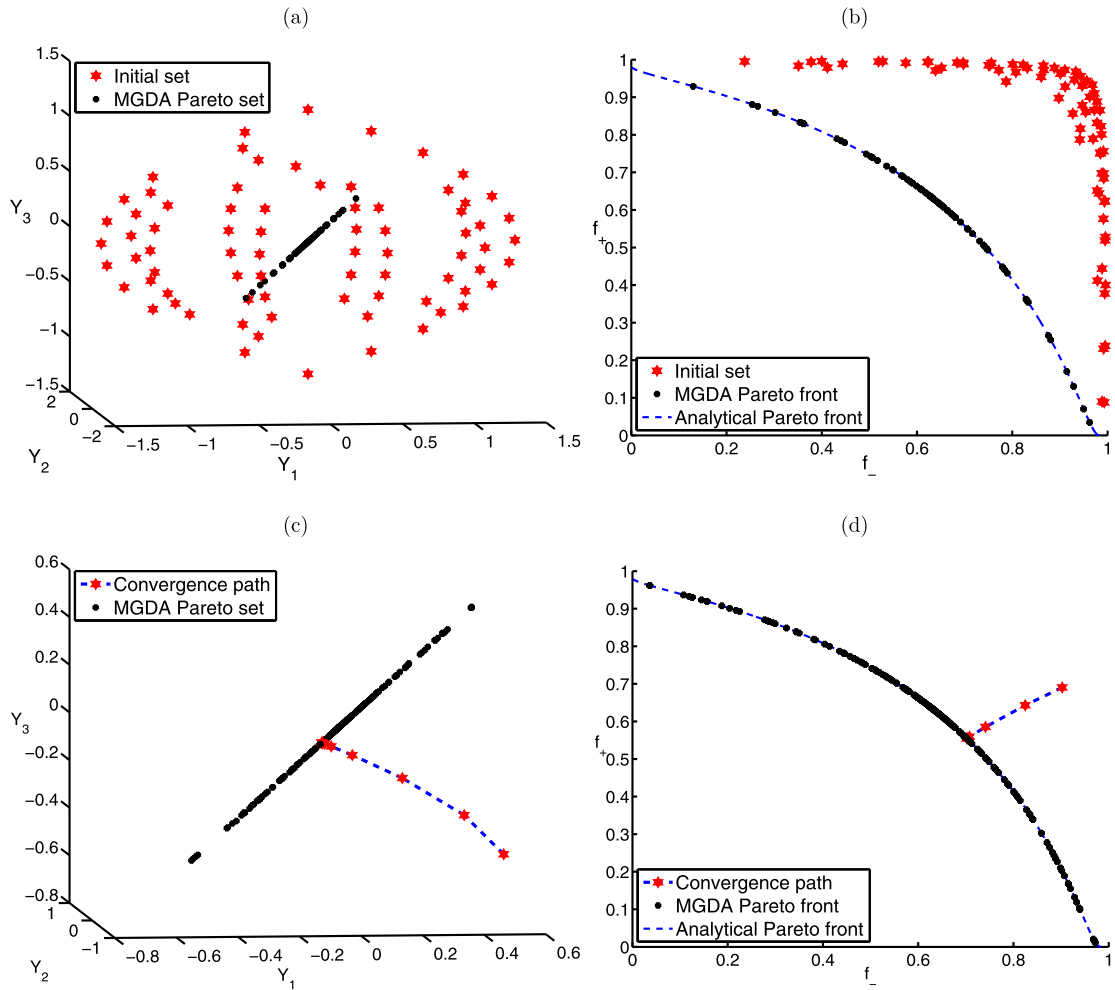 (a)
1.5
1
0.5
Y3
0
−0.5
−1
−1.5
2
0
−2
Y2
−1.5
−1
−0.5
0
0.5
1
1.5
Y1
Initial set
MGDA Pareto set
(b)
1
0.9
0.8
0.7
0.6
f+
0.5
0.4
0.3
0.2
0.1
0
0
0.2
0.4
0.6
0.8
1
f−
Initial set
MGDA Pareto front
Analytical Pareto front
(c)
0.6
0.4
0.2
0
Y3
−0.2
−0.4
−0.6
−0.8
1
0
−1
Y2
−0.8
−0.6
−0.4
−0.2
0
0.2
0.4
0.6
Y1
Convergence path
MGDA Pareto set
(d)
1
0.9
0.8
0.7
0.6
f+
0.5
0.4
0.3
0.2
0.1
0
0
0.2
0.4
0.6
0.8
1
f−
Convergence path
MGDA Pareto front
Analytical Pareto front